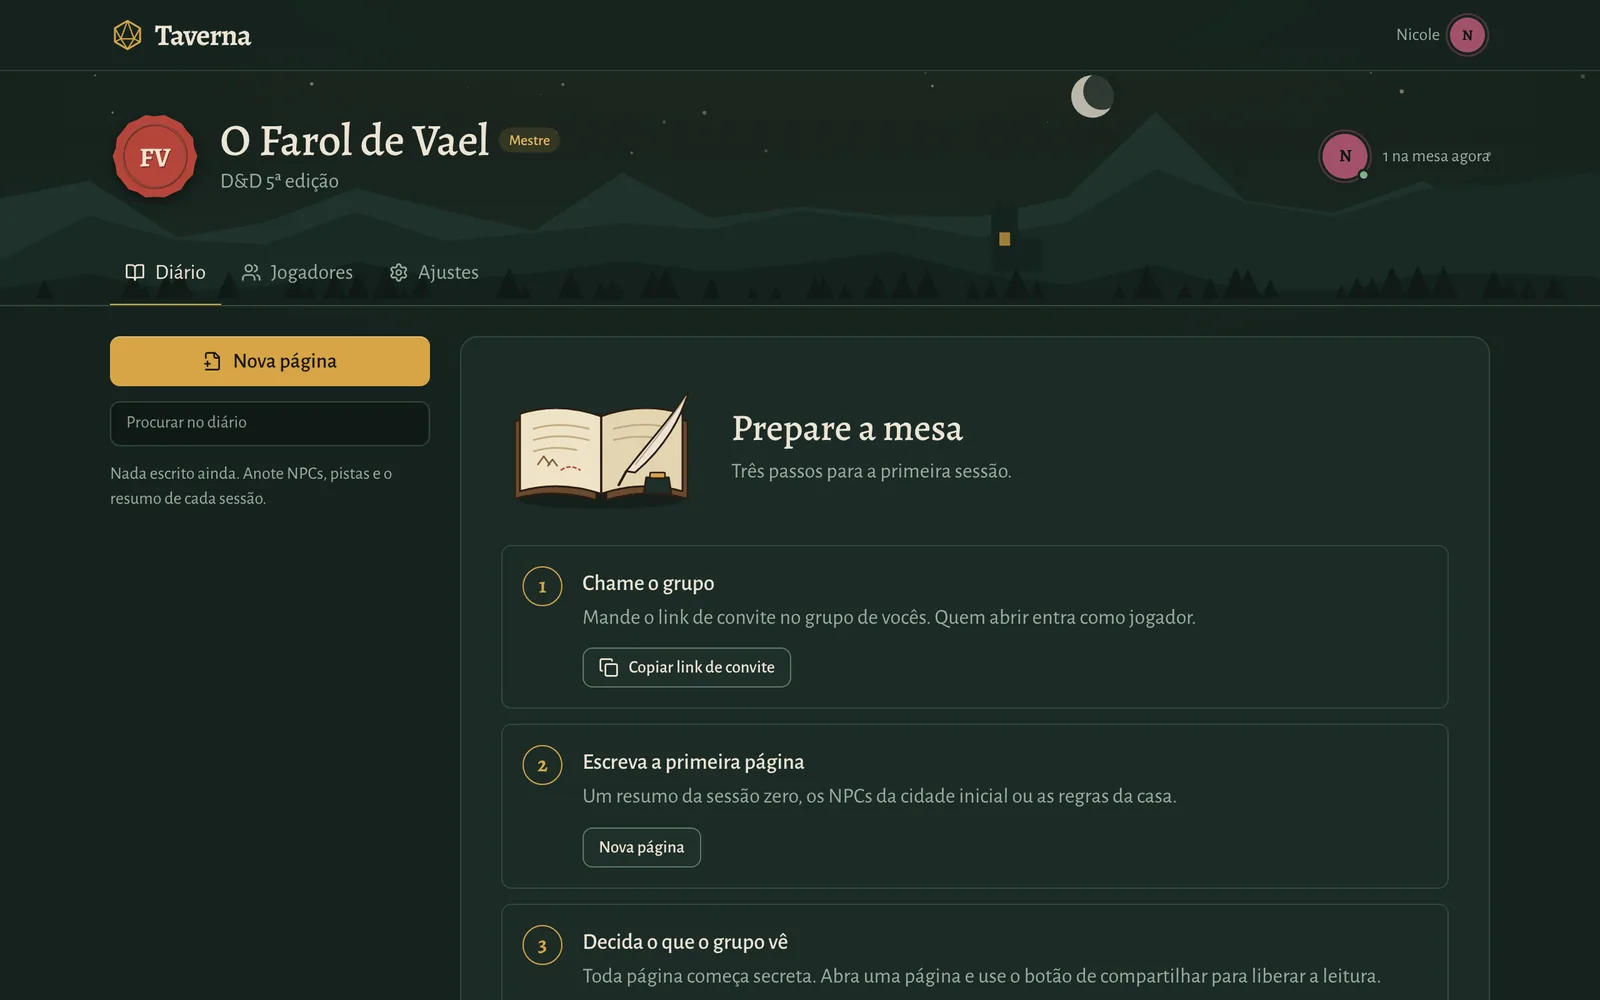 Taverna
Nicole
N
FV
O Farol de Vael
Mestre
D&D 5ª edição
N
1 na mesa agora
Diário
Jogadores
Ajustes
Nova página
Procurar no diário
Nada escrito ainda. Anote NPCs, pistas e o
resumo de cada sessão.
Prepare a mesa
Três passos para a primeira sessão.
1
Chame o grupo
Mande o link de convite no grupo de vocês. Quem abrir entra como jogador.
Copiar link de convite
2
Escreva a primeira página
Um resumo da sessão zero, os NPCs da cidade inicial ou as regras da casa.
Nova página
3
Decida o que o grupo vê
Toda página começa secreta. Abra uma página e use o botão de compartilhar para liberar a leitura.